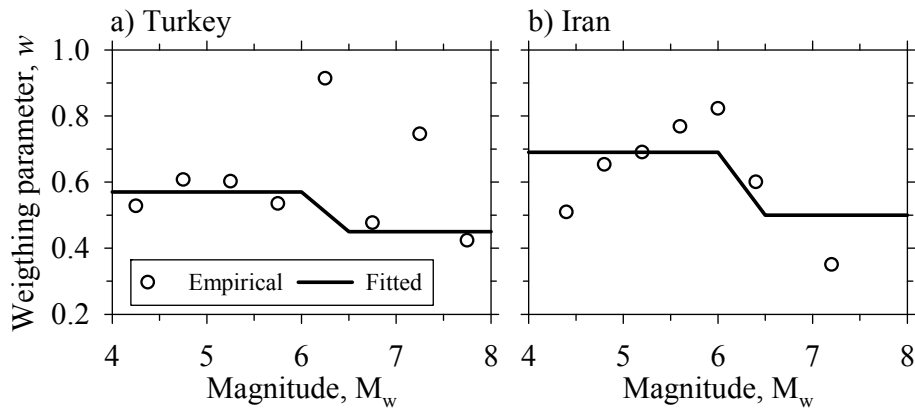 a) Turkey
b) Iran
Weigthing parameter, w
1.0
0.8
0.6
0.4
0.2
Empirical Fitted
4 5 6 7 8
4 5 6 7 8
Magnitude, Mw
Magnitude, Mw